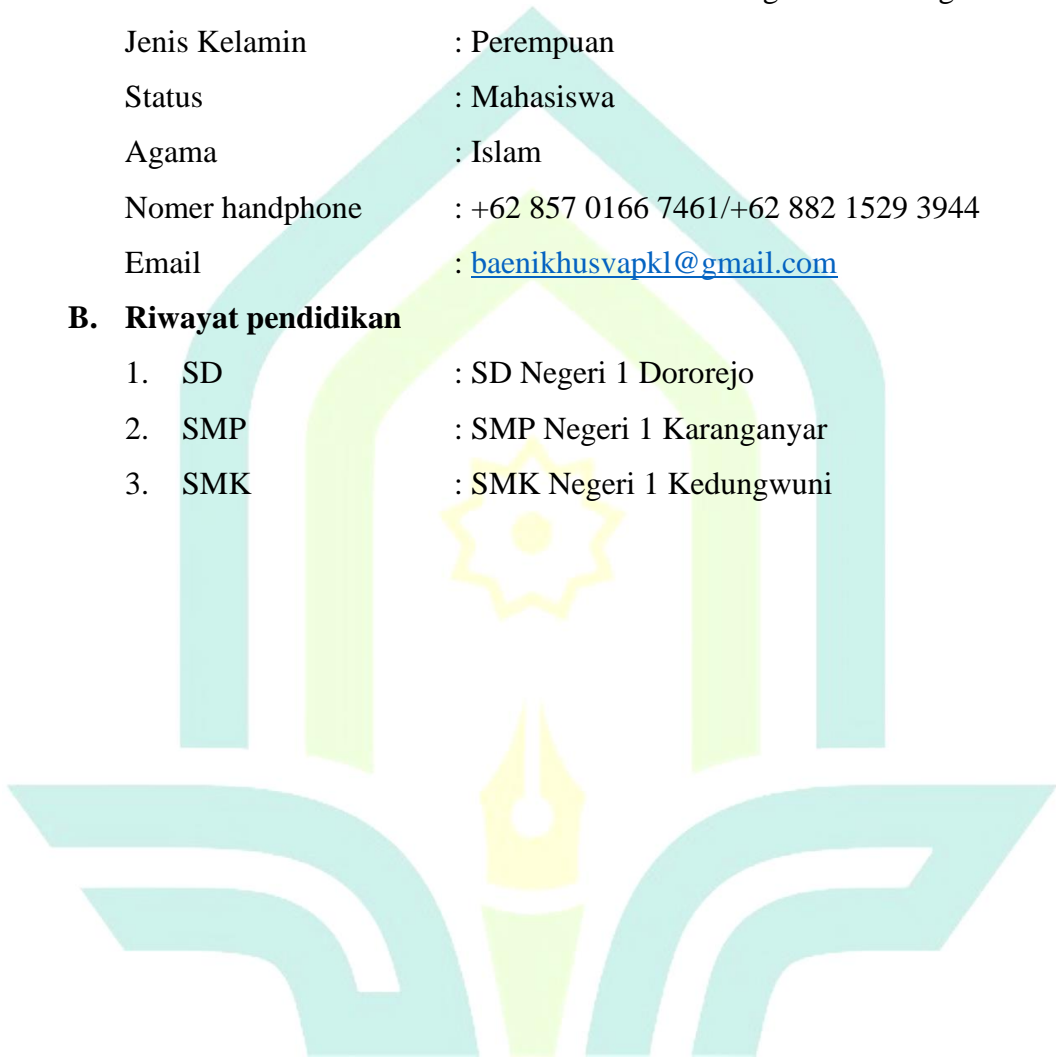 Jenis Kelamin : Perempuan
Status : Mahasiswa
Agama : Islam
Nomer handphone : +62 857 0166 7461/+62 882 1529 3944
Email : baenikhusvapkl@gmail.com
B. Riwayat pendidikan
1. SD : SD Negeri 1 Dororejo
2. SMP : SMP Negeri 1 Karanganyar
3. SMK : SMK Negeri 1 Kedungwuni